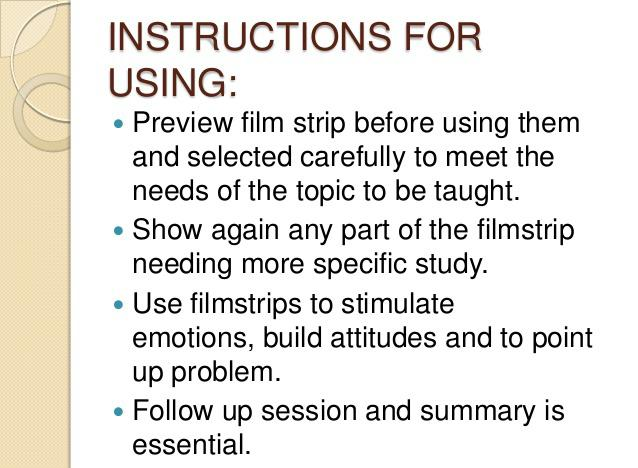 INSTRUCTIONS FOR
USING:
• Preview film strip before using them
and selected carefully to meet the
needs of the topic to be taught.
• Show again any part of the filmstrip
needing more specific study.
• Use filmstrips to stimulate
emotions, build attitudes and to point
up problem.
• Follow up session and summary is
essential.